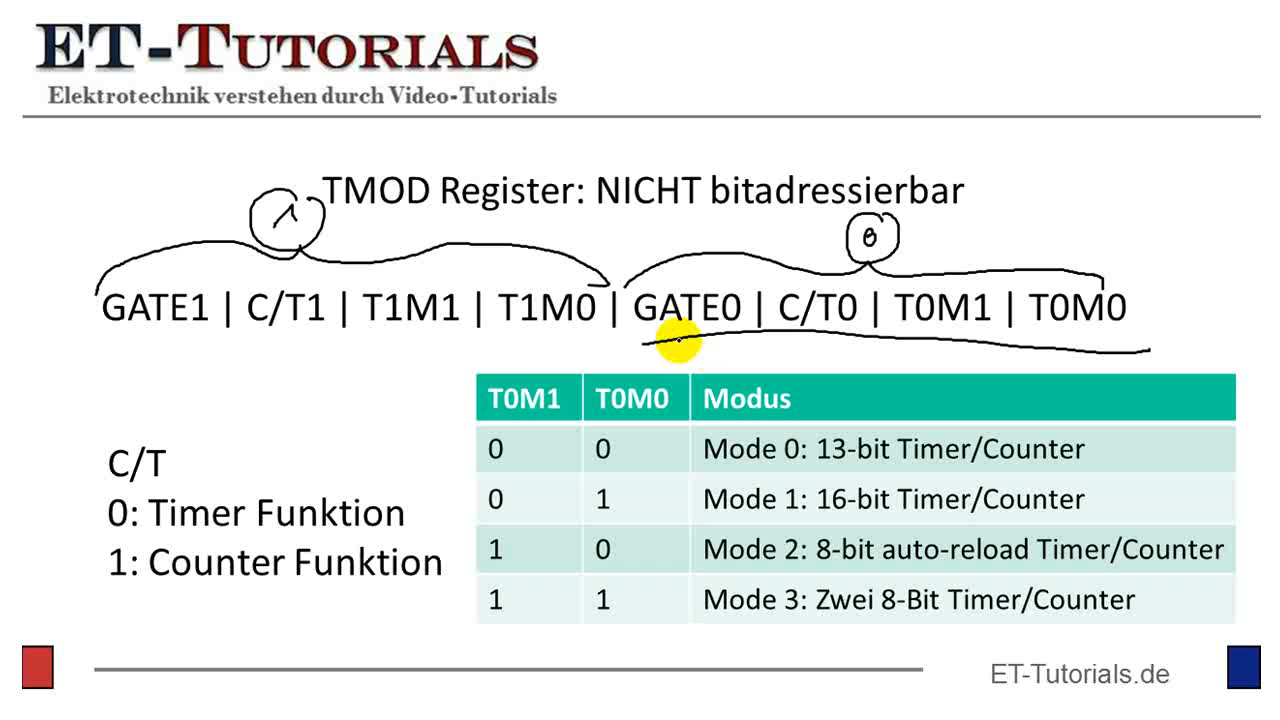 ET-TUTORIALS
Elektrotechnik verstehen durch Video-Tutorials
TMOD Register: NICHT bitadressierbar
1
0
GATE1 | C/T1 | T1M1 | T1M0 | GATE0 | C/T0 | T0M1 | T0M0
C/T
0: Timer Funktion
1: Counter Funktion
T0M1 T0M0 Modus
0 0 Mode 0: 13-bit Timer/Counter
0 1 Mode 1: 16-bit Timer/Counter
1 0 Mode 2: 8-bit auto-reload Timer/Counter
1 1 Mode 3: Zwei 8-Bit Timer/Counter
ET-Tutorials.de